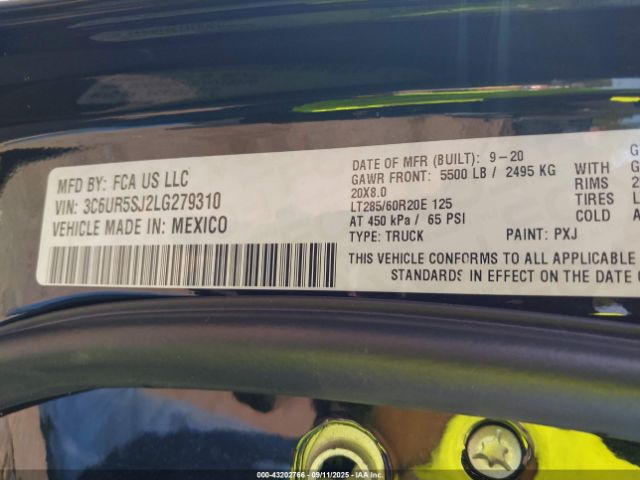 MFD BY: FCA US LLC
VIN: 3C6UR5SJ2LG279310
VEHICLE MADE IN: MEXICO
DATE OF MFR (BUILT): 9-20
GAWR FRONT: 5500 LB / 2495 KG
20X8.0
LT285/60R20E 125
AT 450 kPa / 65 PSI
TYPE: TRUCK PAINT: PXJ
THIS VEHICLE CONFORMS TO ALL APPLICABLE
STANDARDS IN EFFECT ON THE DATE
WITH
RIMS
TIRES
COLD
00 - 43202766 - 09/11/2025 - IAA Inc.